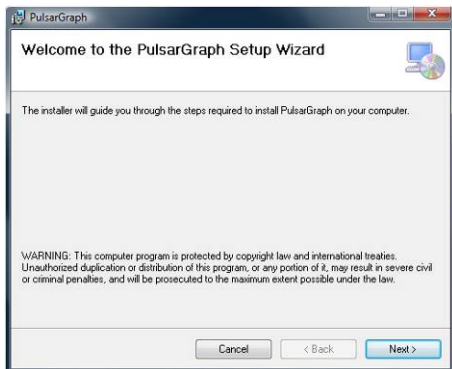 PulsarGraph
Welcome to the PulsarGraph Setup Wizard
The installer will guide you through the steps required to install PulsarGraph on your computer.
WARNING: This computer program is protected by copyright law and international treaties.
Unauthorized duplication or distribution of this program, or any portion of it, may result in severe civil
or criminal penalties, and will be prosecuted to the maximum extent possible under the law.
Cancel
< Back
Next >